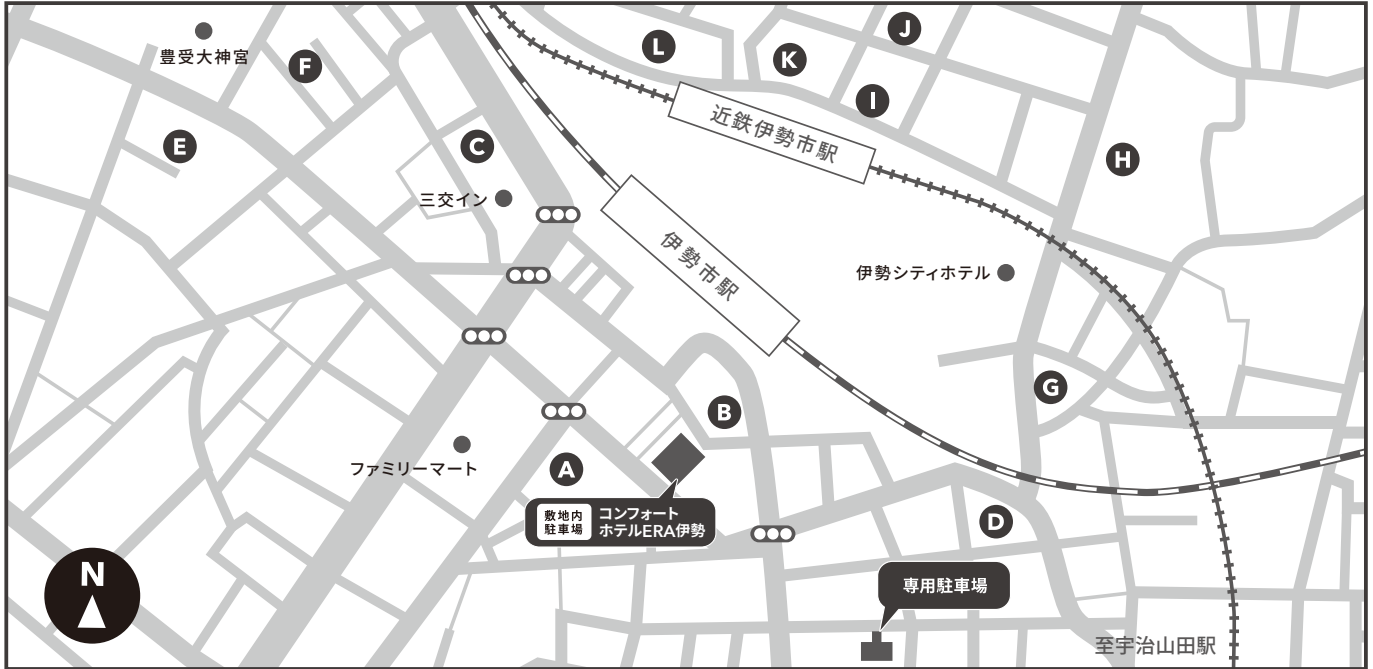 豊受大神宮
F
L
J
K
I
近鉄伊勢市駅
E
C
H
三交イン
伊勢市駅
伊勢シティホテル
G
B
ファミリーマート
A
敷地内
駐車場
コンフォート
ホテルERA伊勢
D
N
専用駐車場
至宇治山田駅